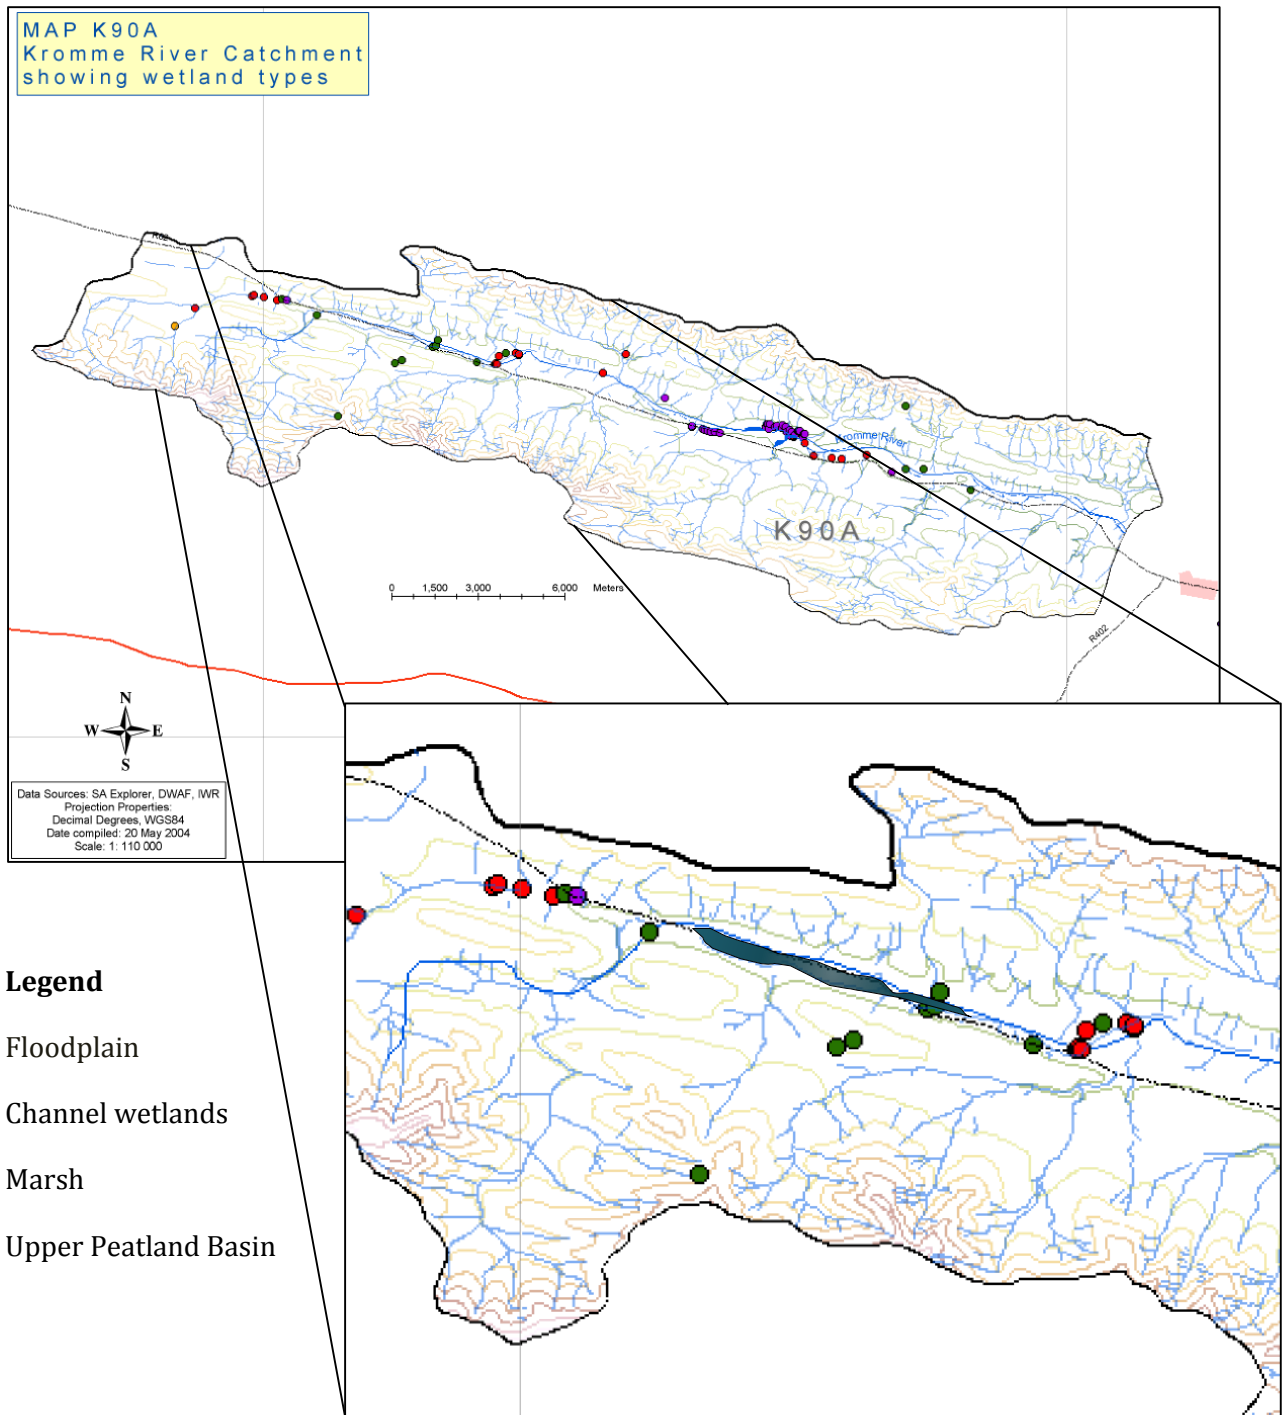 MAP K90A
Kromme River Catchment
showing wetland types
Kromme River
K90A
0 1,500 3,000 6,000 Meters
R402
N
W E
S
Data Sources: SA Explorer, DWAF, IWR
Projection Properties:
Decimal Degrees, WGS84
Date compiled: 20 May 2004
Scale: 1: 110 000
Legend
Floodplain
Channel wetlands
Marsh
Upper Peatland Basin